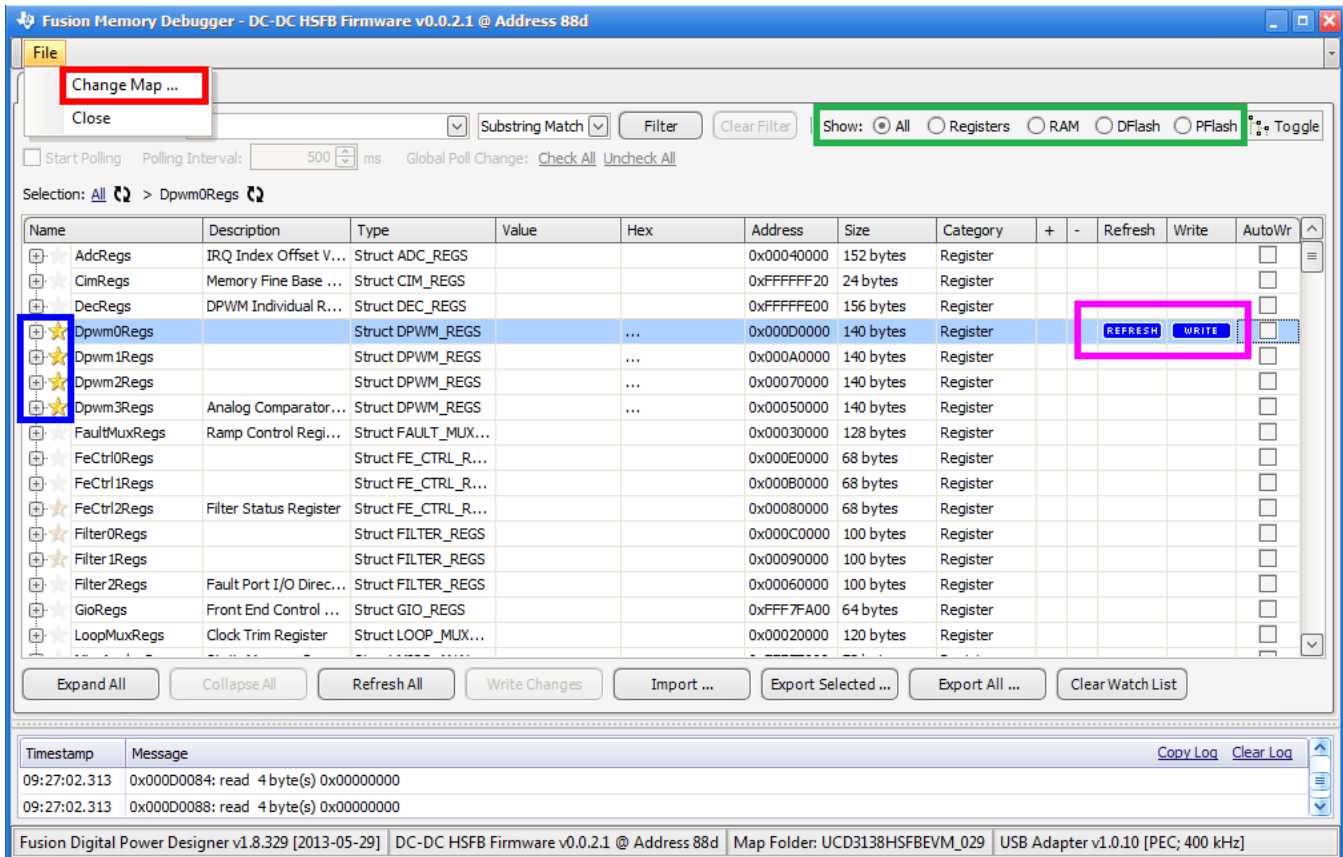 Fusion Memory Debugger - DC-DC HSFB Firmware v0.0.2.1 @ Address 88d
File
Change Map ...
Close
Substring Match Filter Clear Filter Show: All Registers RAM DFlash PFlash Toggle
Start Polling Polling Interval: 500 ms Global Poll Change: Check All Uncheck All
Selection: All > Dpwm0Regs
Name Description Type Value Hex Address Size Category + - Refresh Write AutoWr
AdcRegs IRQ Index Offset V... Struct ADC_REGS 0x00040000 152 bytes Register
CimRegs Memory Fine Base ... Struct CIM_REGS 0xFFFFFF20 24 bytes Register
DecRegs DPWM Individual R... Struct DEC_REGS 0xFFFFFE00 156 bytes Register
Dpwm0Regs Struct DPWM_REGS ... 0x000D0000 140 bytes Register REFRESH WRITE
Dpwm1Regs Struct DPWM_REGS ... 0x000A0000 140 bytes Register
Dpwm2Regs Struct DPWM_REGS ... 0x00070000 140 bytes Register
Dpwm3Regs Analog Comparator... Struct DPWM_REGS ... 0x00050000 140 bytes Register
FaultMuxRegs Ramp Control Regi... Struct FAULT_MUX... 0x00030000 128 bytes Register
FeCtrl0Regs Struct FE_CTRL_R... 0x000E0000 68 bytes Register
FeCtrl1Regs Struct FE_CTRL_R... 0x000B0000 68 bytes Register
FeCtrl2Regs Filter Status Register Struct FE_CTRL_R... 0x00080000 68 bytes Register
Filter0Regs Struct FILTER_REGS 0x000C0000 100 bytes Register
Filter1Regs Struct FILTER_REGS 0x00090000 100 bytes Register
Filter2Regs Fault Port I/O Direc... Struct FILTER_REGS 0x00060000 100 bytes Register
GioRegs Front End Control ... Struct GIO_REGS 0xFFF7FA00 64 bytes Register
LoopMuxRegs Clock Trim Register Struct LOOP_MUX... 0x00020000 120 bytes Register
Expand All Collapse All Refresh All Write Changes Import ... Export Selected ... Export All ... Clear Watch List
Timestamp Message Copy Log Clear Log
09:27:02.313 0x000D0084: read 4 byte(s) 0x00000000
09:27:02.313 0x000D0088: read 4 byte(s) 0x00000000
Fusion Digital Power Designer v1.8.329 [2013-05-29] DC-DC HSFB Firmware v0.0.2.1 @ Address 88d Map Folder: UCD3138HSFBEVM_029 USB Adapter v1.0.10 [PEC; 400 kHz]